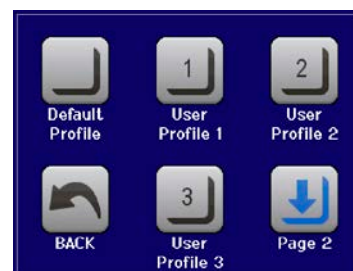 1
2
Default
Profile
User
Profile 1
User
Profile 2
3
BACK
User
Profile 3
Page 2